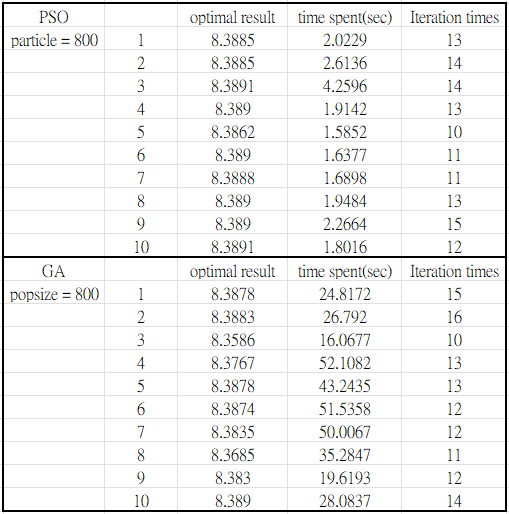 PSO optimal result time spent(sec) Iteration times
particle = 800 1 8.3885 2.0229 13
2 8.3885 2.6136 14
3 8.3891 4.2596 14
4 8.389 1.9142 13
5 8.3862 1.5852 10
6 8.389 1.6377 11
7 8.3888 1.6898 11
8 8.389 1.9484 13
9 8.389 2.2664 15
10 8.3891 1.8016 12
GA optimal result time spent(sec) Iteration times
popsize = 800 1 8.3878 24.8172 15
2 8.3883 26.792 16
3 8.3586 16.0677 10
4 8.3767 52.1082 13
5 8.3878 43.2435 13
6 8.3874 51.5358 12
7 8.3835 50.0067 12
8 8.3685 35.2847 11
9 8.383 19.6193 12
10 8.389 28.0837 14